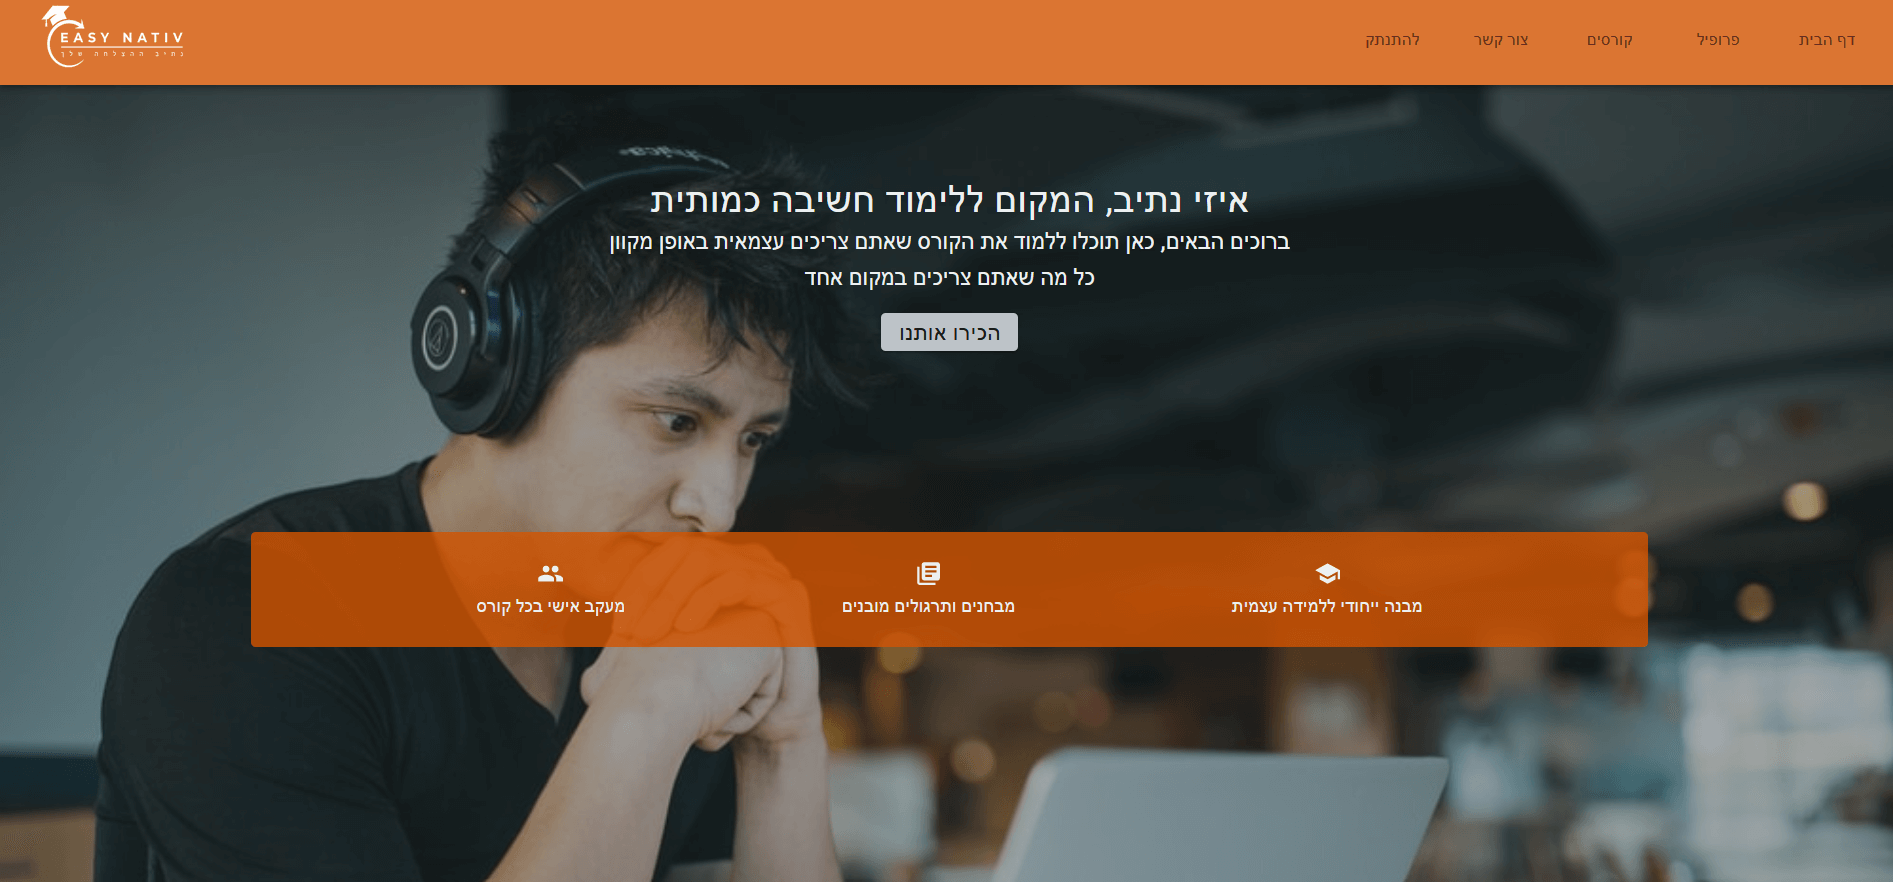 EASY NATIV
נתיב ההצלחה שלך
דף הבית
פרופיל
קורסים
צור קשר
להתנתק
איזי נתיב, המקום ללימוד חשיבה כמותית
ברוכים הבאים, כאן תוכלו ללמוד את הקורס שאתם צריכים עצמאית באופן מקוון
כל מה שאתם צריכים במקום אחד
הכירו אותנו
מבנה ייחודי ללמידה עצמית
מבחנים ותרגולים מובנים
מעקב אישי בכל קורס